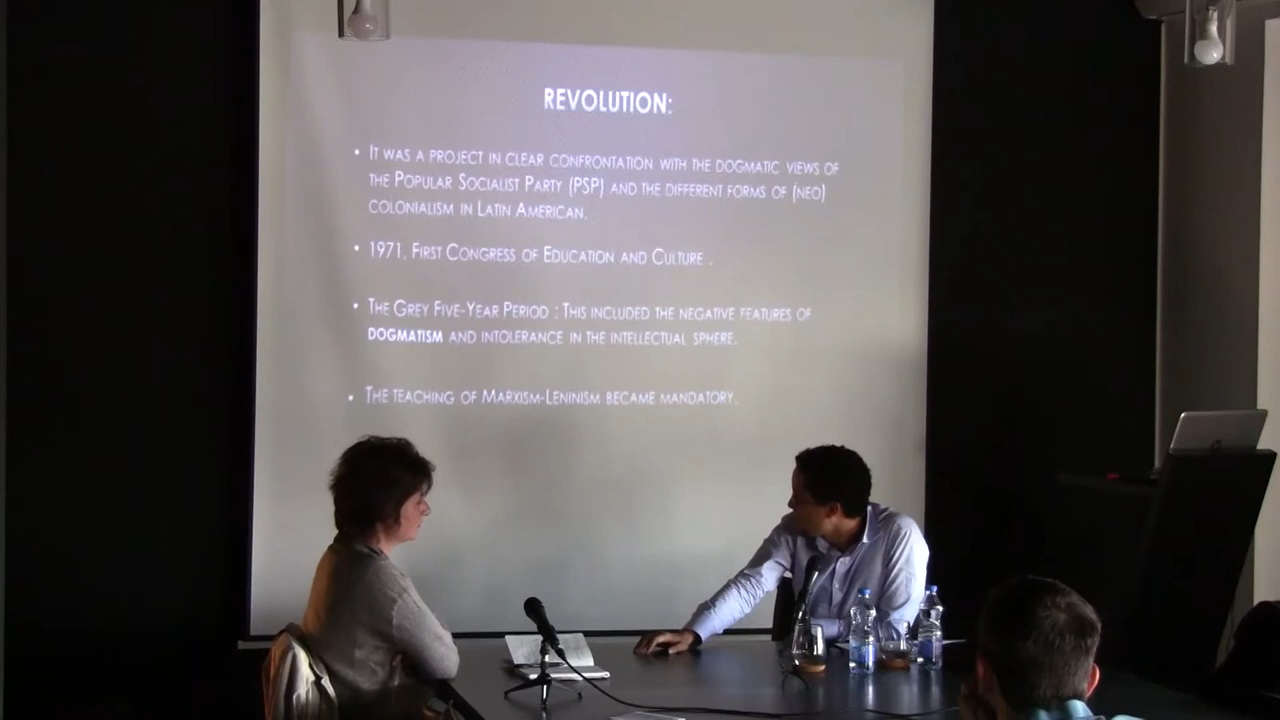 REVOLUTION:
• IT WAS A PROJECT IN CLEAR CONFRONTATION WITH THE DOGMATIC VIEWS OF
THE POPULAR SOCIALIST PARTY (PSP) AND THE DIFFERENT FORMS OF (NEO)
COLONIALISM IN LATIN AMERICAN.
• 1971, FIRST CONGRESS OF EDUCATION AND CULTURE .
• THE GREY FIVE-YEAR PERIOD : THIS INCLUDED THE NEGATIVE FEATURES OF
DOGMATISM AND INTOLERANCE IN THE INTELLECTUAL SPHERE.
• THE TEACHING OF MARXISM-LENINISM BECAME MANDATORY.